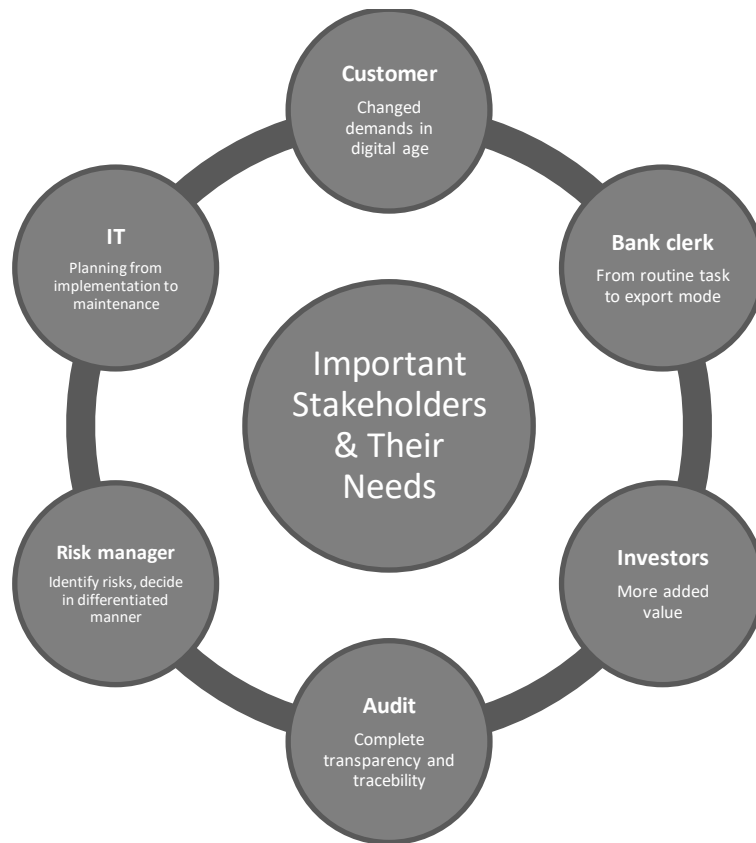 Customer
Changed
demands in
digital age
Bank clerk
From routine task
to export mode
Investors
More added
value
Audit
Complete
transparency and
tracebility
Risk manager
Identify risks, decide
in differentiated
manner
IT
Planning from
implementation to
maintenance
Important
Stakeholders
& Their
Needs